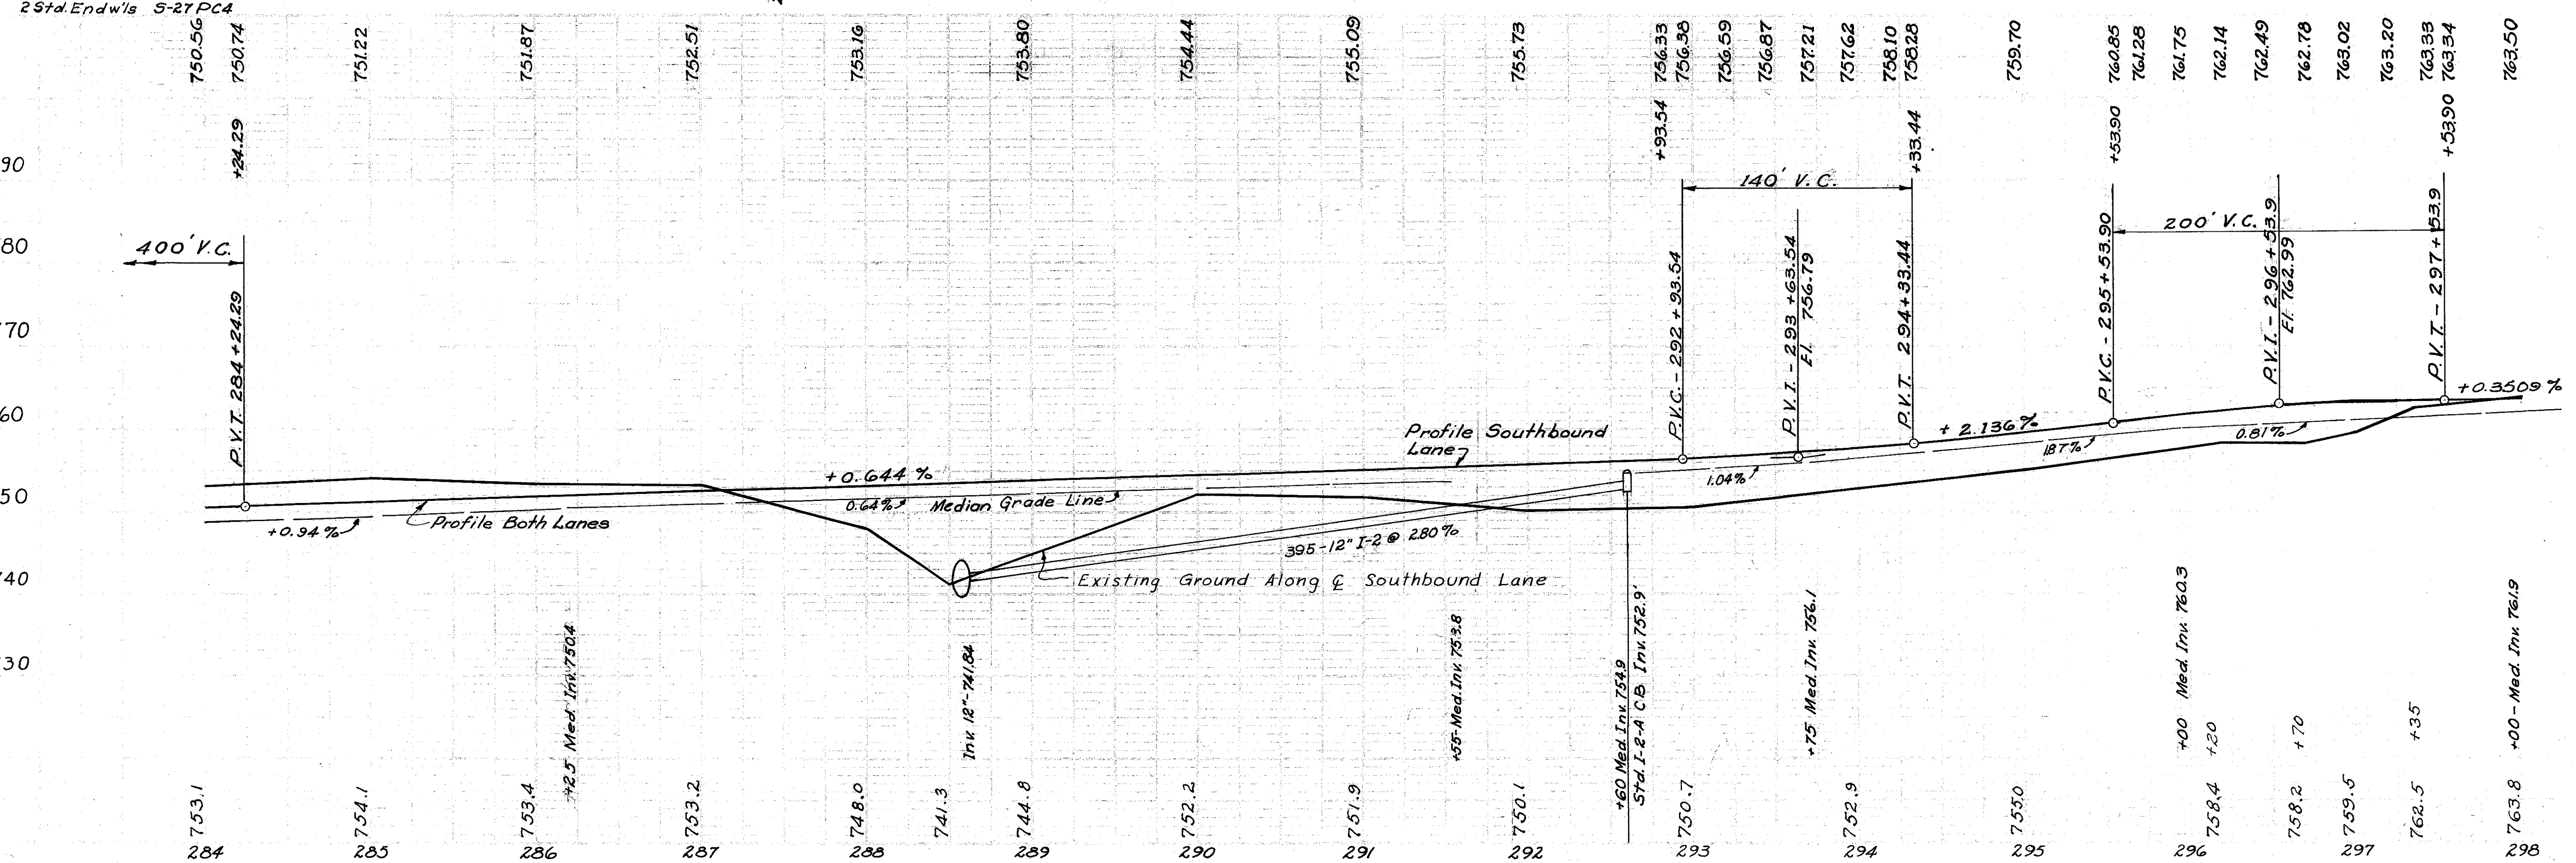 2 Std. Endw'ls S-27 PC4
750.56
750.74
751.22
751.87
752.51
753.16
753.80
754.44
755.09
755.73
756.33
756.38
756.59
756.87
757.21
757.62
758.10
758.28
759.70
760.85
761.28
761.75
762.14
762.49
762.78
763.02
763.20
763.33
763.34
763.50
+24.29
+93.54
+33.44
+53.90
+53.90
90
80
70
60
50
40
30
400' V.C.
140' V.C.
200' V.C.
P.V.T. 284+24.29
P.V.C. - 292+93.54
P.V.I. - 293+63.54
El. 756.79
P.V.T. 294+33.44
P.V.C. - 295+53.90
P.V.I. - 296+53.9
El. 762.99
P.V.T. - 297+53.9
+0.3509%
+2.136%
Profile Southbound
Lane
+0.644%
0.64%
Median Grade Line
Profile Both Lanes
+0.94%
1.04%
1.87%
0.81%
395-12" I-2 @ 2.80%
Existing Ground Along ℄ Southbound Lane
+25 Med. Inv. 750.4
Inv. 12"-741.84
+55-Med. Inv. 753.8
+60 Med. Inv. 754.9
Std. I-2-A C.B. Inv. 752.9'
+75 Med. Inv. 756.1
+00 Med. Inv. 760.3
+20
+70
+35
+00-Med. Inv. 761.9
753.1
754.1
753.4
753.2
748.0
741.3
744.8
752.2
751.9
750.1
750.7
752.9
755.0
758.4
758.2
759.5
762.5
763.8
284 285 286 287 288 289 290 291 292 293 294 295 296 297 298